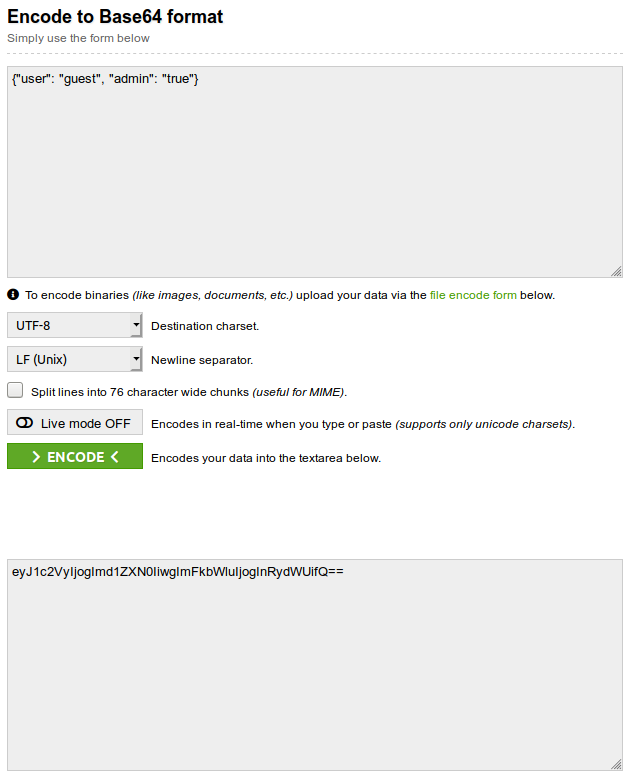 Encode to Base64 format
Simply use the form below
{"user": "guest", "admin": "true"}
To encode binaries (like images, documents, etc.) upload your data via the file encode form below.
UTF-8 Destination charset.
LF (Unix) Newline separator.
Split lines into 76 character wide chunks (useful for MIME).
Live mode OFF Encodes in real-time when you type or paste (supports only unicode charsets).
> ENCODE < Encodes your data into the textarea below.
eyJ1c2VyIjogImd1ZXN0IiwgImFkbWluIjogInRydWUifQ==